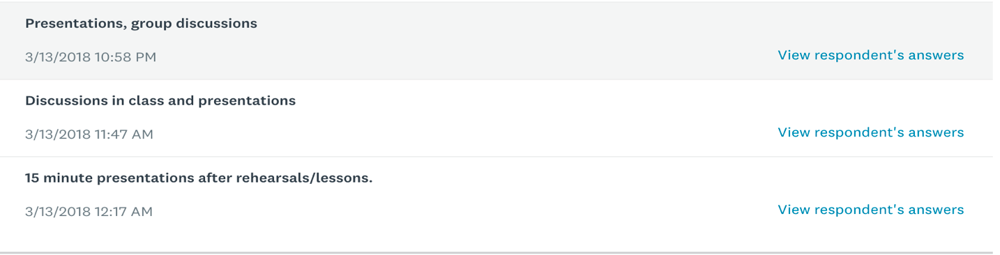 Presentations, group discussions
3/13/2018 10:58 PM
View respondent's answers
Discussions in class and presentations
3/13/2018 11:47 AM
View respondent's answers
15 minute presentations after rehearsals/lessons.
3/13/2018 12:17 AM
View respondent's answers